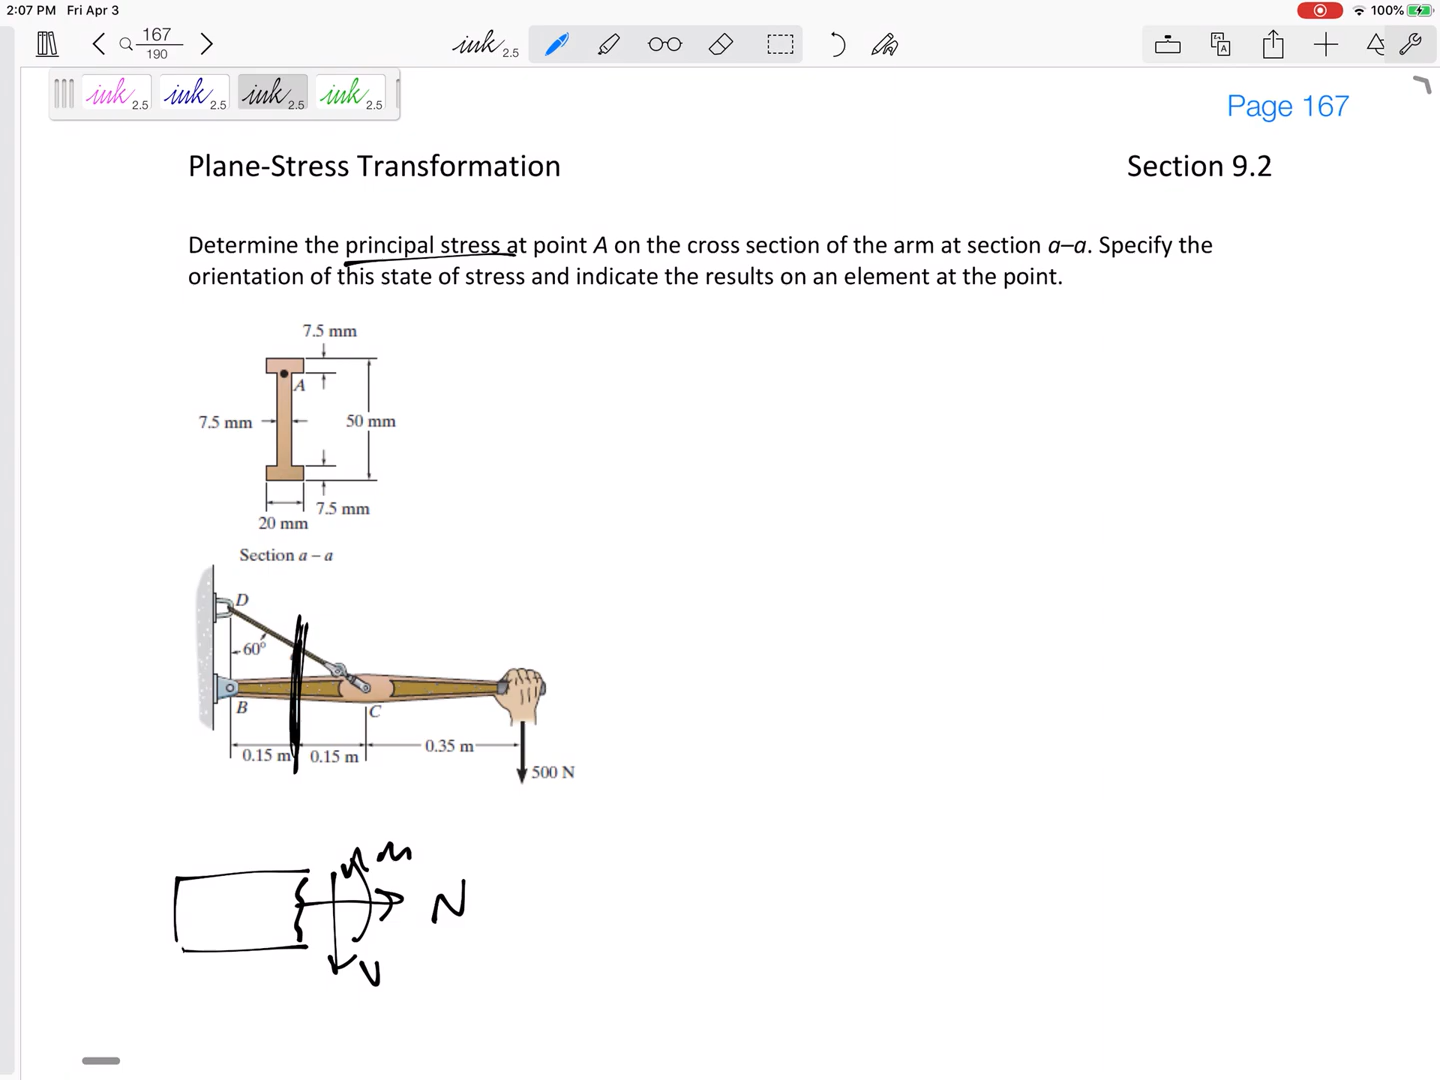 2:07 PM Fri Apr 3
100%
167
190
ink 2.5
ink 2.5
ink 2.5
ink 2.5
ink 2.5
Page 167
Plane-Stress Transformation
Section 9.2
Determine the principal stress at point A on the cross section of the arm at section a–a. Specify the
orientation of this state of stress and indicate the results on an element at the point.
7.5 mm
A
7.5 mm
50 mm
7.5 mm
20 mm
Section a – a
D
60°
B
C
0.15 m
0.15 m
0.35 m
500 N
M
N
V